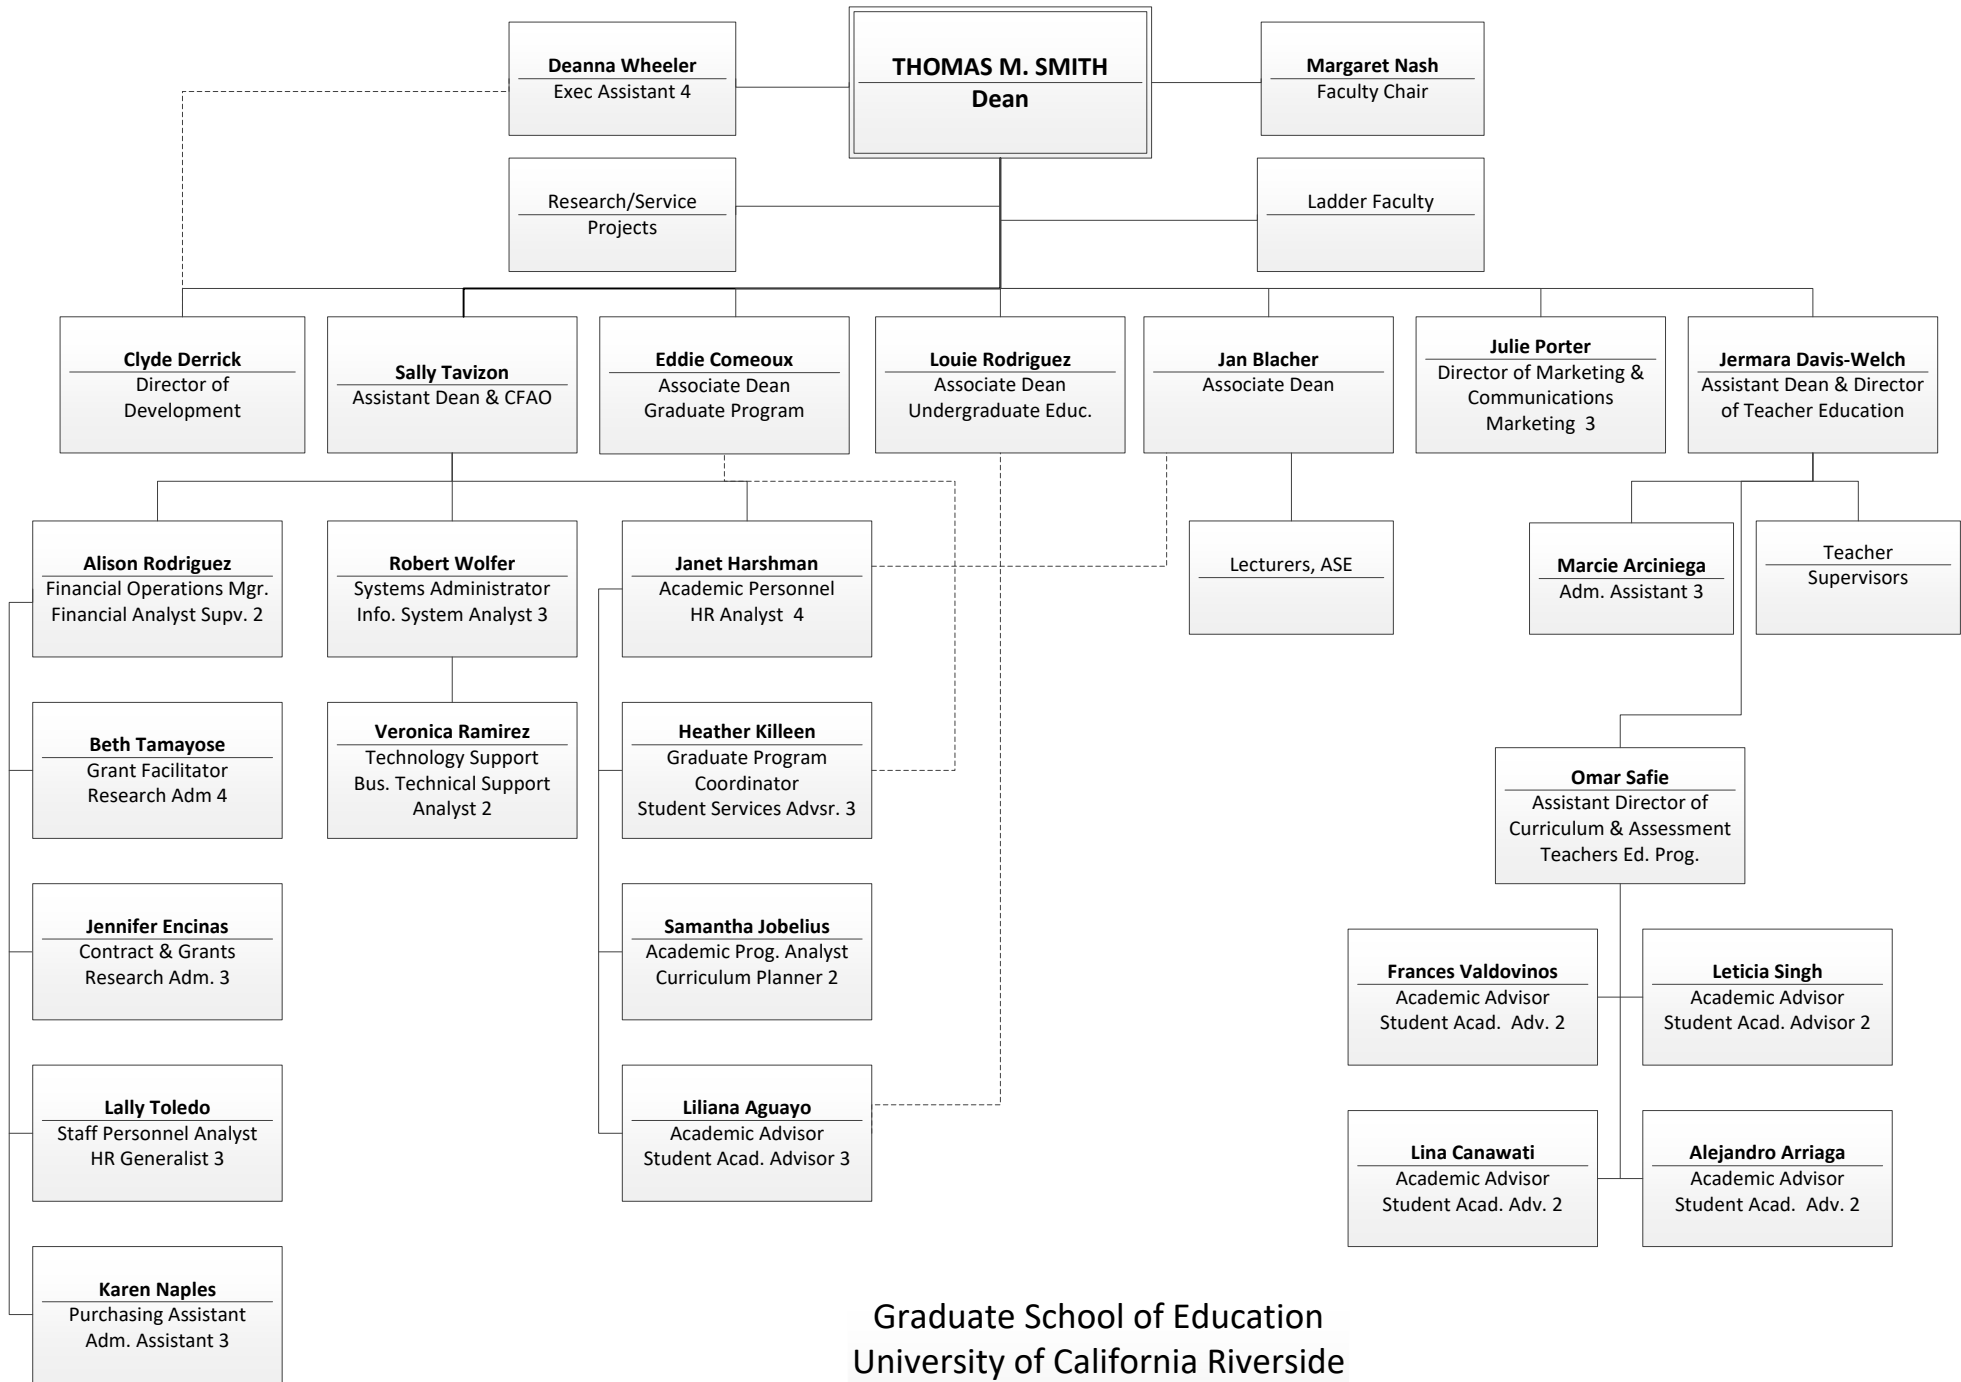 Deanna Wheeler
Exec Assistant 4
THOMAS M. SMITH
Dean
Margaret Nash
Faculty Chair
Research/Service
Projects
Ladder Faculty
Clyde Derrick
Director of
Development
Sally Tavizon
Assistant Dean & CFAO
Eddie Comeoux
Associate Dean
Graduate Program
Louie Rodriguez
Associate Dean
Undergraduate Educ.
Jan Blacher
Associate Dean
Julie Porter
Director of Marketing &
Communications
Marketing 3
Jermara Davis-Welch
Assistant Dean & Director
of Teacher Education
Alison Rodriguez
Financial Operations Mgr.
Financial Analyst Supv. 2
Robert Wolfer
Systems Administrator
Info. System Analyst 3
Janet Harshman
Academic Personnel
HR Analyst 4
Lecturers, ASE
Marcie Arciniega
Adm. Assistant 3
Teacher
Supervisors
Beth Tamayose
Grant Facilitator
Research Adm 4
Veronica Ramirez
Technology Support
Bus. Technical Support
Analyst 2
Heather Killeen
Graduate Program
Coordinator
Student Services Advsr. 3
Omar Safie
Assistant Director of
Curriculum & Assessment
Teachers Ed. Prog.
Jennifer Encinas
Contract & Grants
Research Adm. 3
Samantha Jobelius
Academic Prog. Analyst
Curriculum Planner 2
Frances Valdovinos
Academic Advisor
Student Acad. Adv. 2
Leticia Singh
Academic Advisor
Student Acad. Advisor 2
Lally Toledo
Staff Personnel Analyst
HR Generalist 3
Liliana Aguayo
Academic Advisor
Student Acad. Advisor 3
Lina Canawati
Academic Advisor
Student Acad. Adv. 2
Alejandro Arriaga
Academic Advisor
Student Acad. Adv. 2
Karen Naples
Purchasing Assistant
Adm. Assistant 3
Graduate School of Education
University of California Riverside